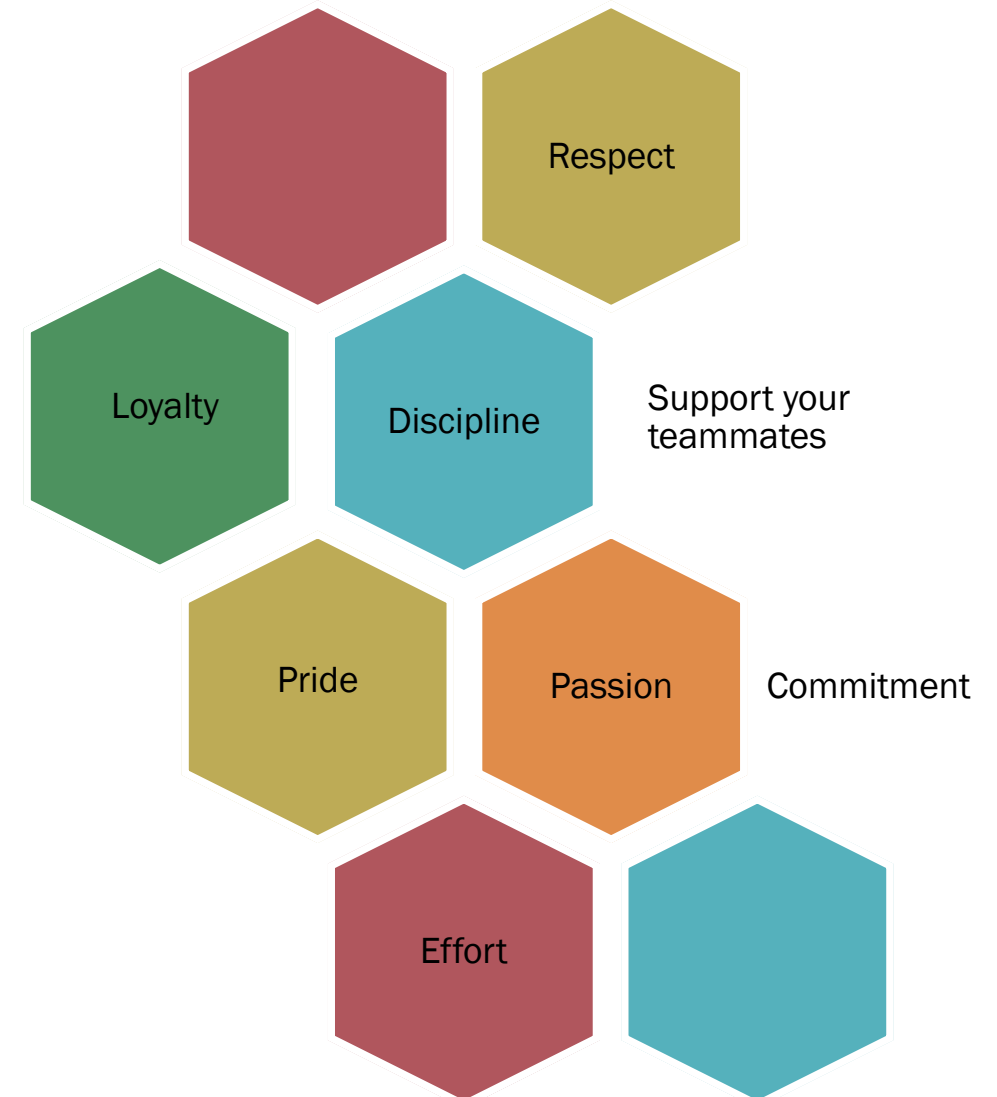 Respect
Loyalty
Discipline
Support your
teammates
Pride
Passion
Commitment
Effort